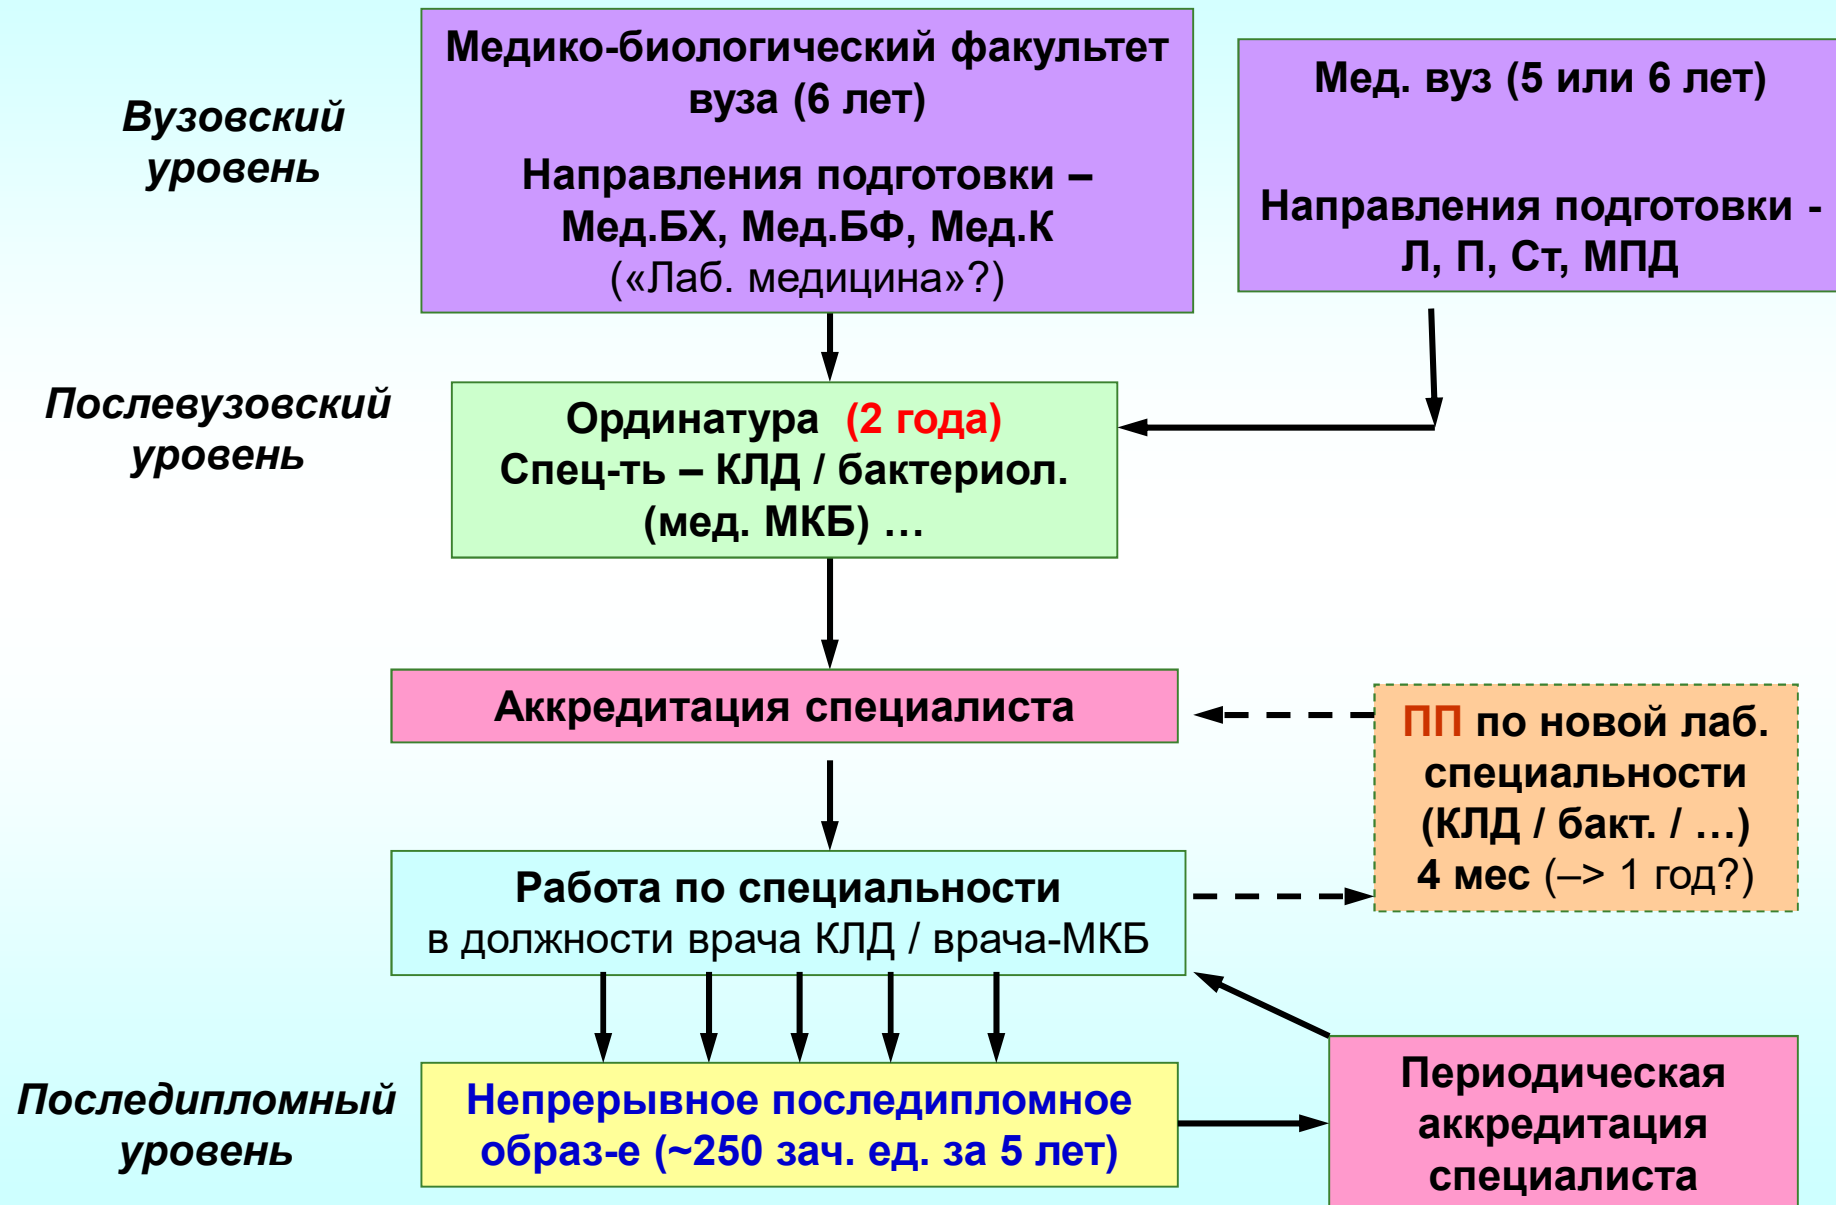 Вузовский
уровень
Медико-биологический факультет
вуза (6 лет)
Направления подготовки –
Мед.БХ, Мед.БФ, Мед.К
(«Лаб. медицина»?)
Мед. вуз (5 или 6 лет)
Направления подготовки -
Л, П, Ст, МПД
Послевузовский
уровень
Ординатура (2 года)
Спец-ть – КЛД / бактериол.
(мед. МКБ) …
Аккредитация специалиста
ПП по новой лаб.
специальности
(КЛД / бакт. / …)
4 мес (–> 1 год?)
Работа по специальности
в должности врача КЛД / врача-МКБ
Последипломный
уровень
Непрерывное последипломное
образ-е (~250 зач. ед. за 5 лет)
Периодическая
аккредитация
специалиста